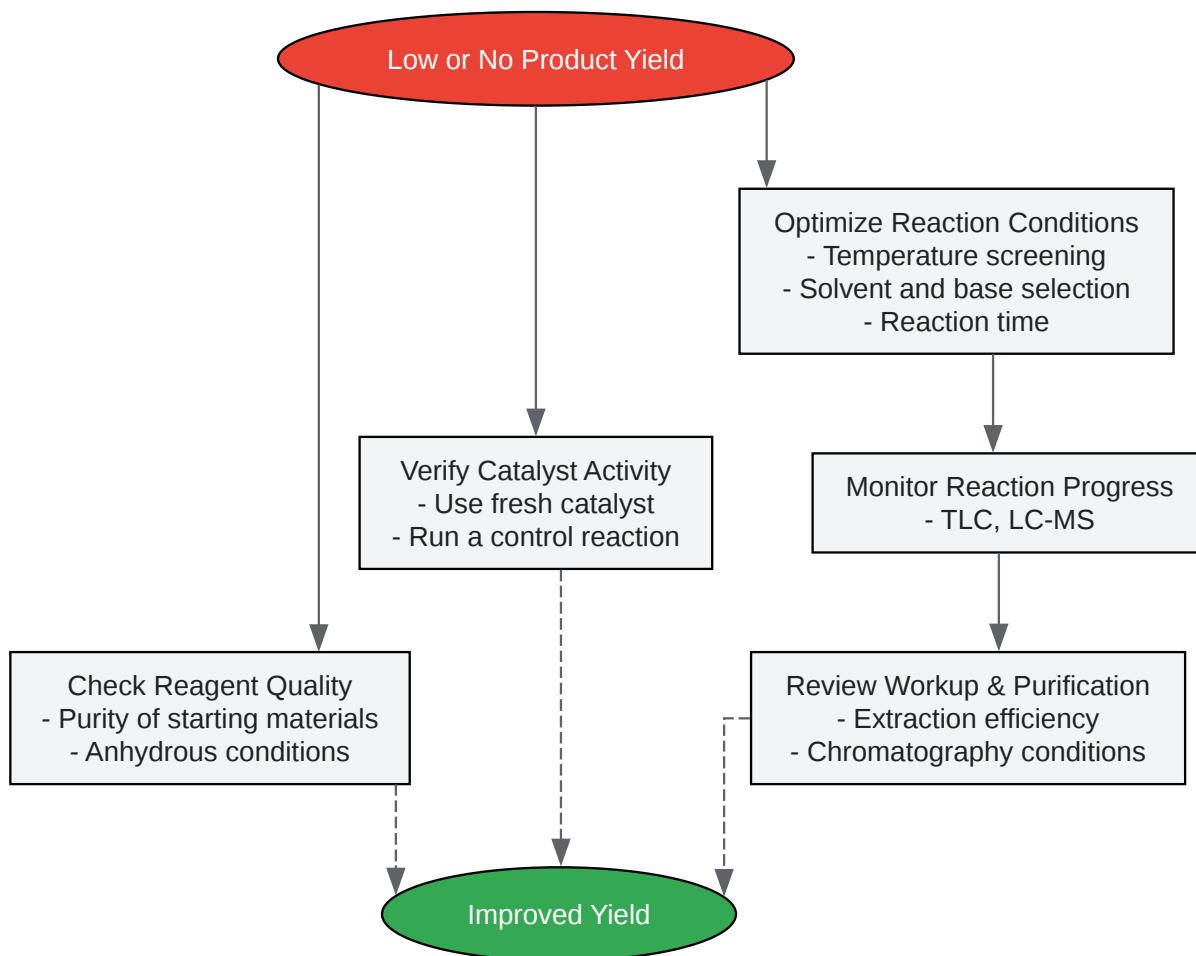 Low or No Product Yield
Optimize Reaction Conditions
- Temperature screening
- Solvent and base selection
- Reaction time
Verify Catalyst Activity
- Use fresh catalyst
- Run a control reaction
Monitor Reaction Progress
- TLC, LC-MS
Check Reagent Quality
- Purity of starting materials
- Anhydrous conditions
Review Workup & Purification
- Extraction efficiency
- Chromatography conditions
Improved Yield